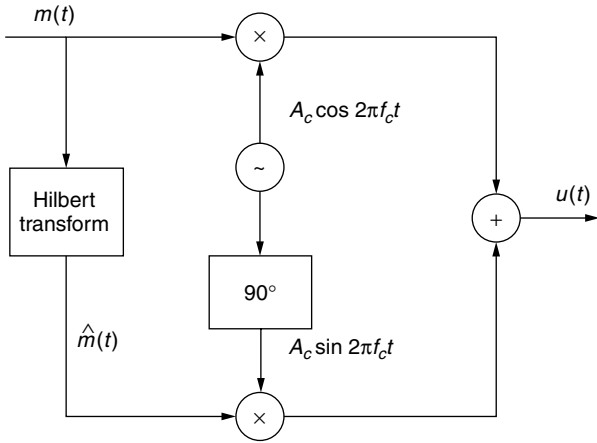 m(t)
×
A_c cos 2πf_c t
~
Hilbert
transform
u(t)
+
90°
m̂(t)
A_c sin 2πf_c t
×